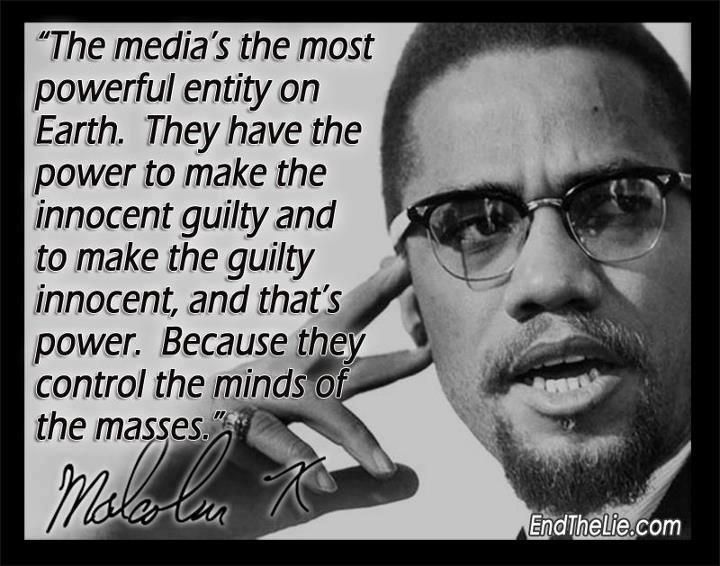 “The media’s the most
powerful entity on
Earth. They have the
power to make the
innocent guilty and
to make the guilty
innocent, and that’s
power. Because they
control the minds of
the masses.”
Malcolm X
EndTheLie.com